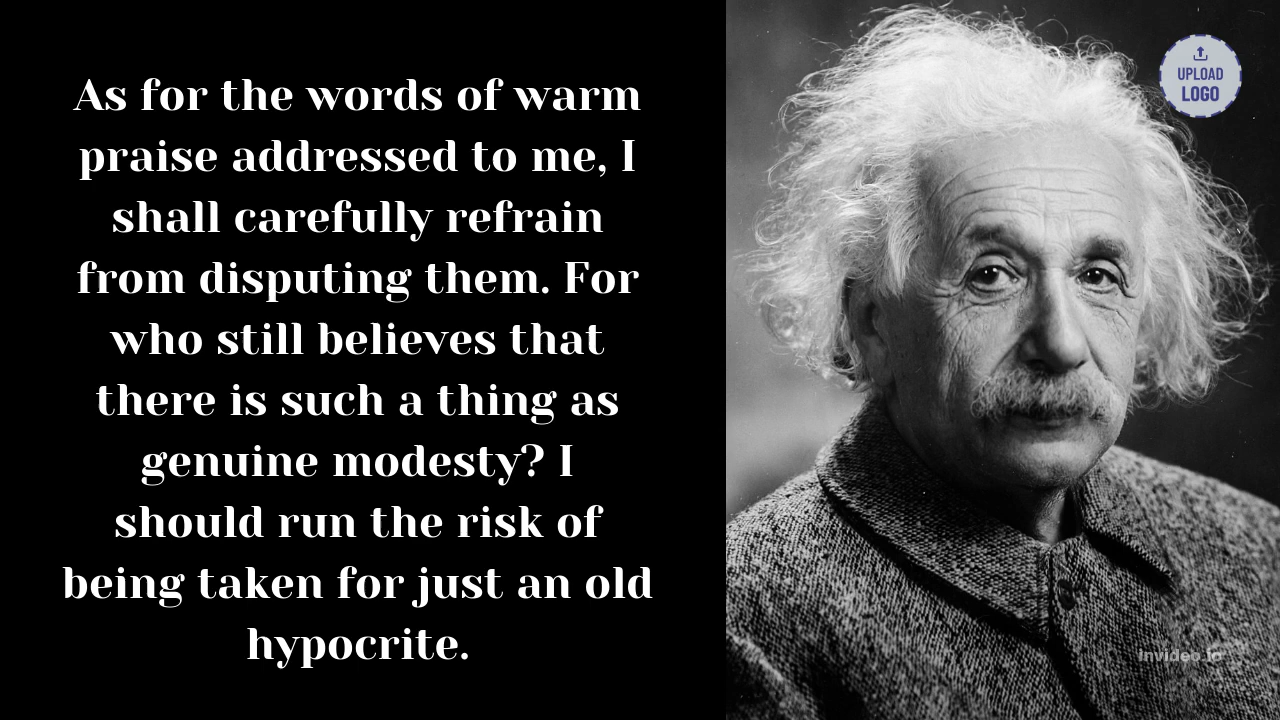 As for the words of warm
praise addressed to me, I
shall carefully refrain
from disputing them. For
who still believes that
there is such a thing as
genuine modesty? I
should run the risk of
being taken for just an old
hypocrite.
UPLOAD
LOGO
invideo.io